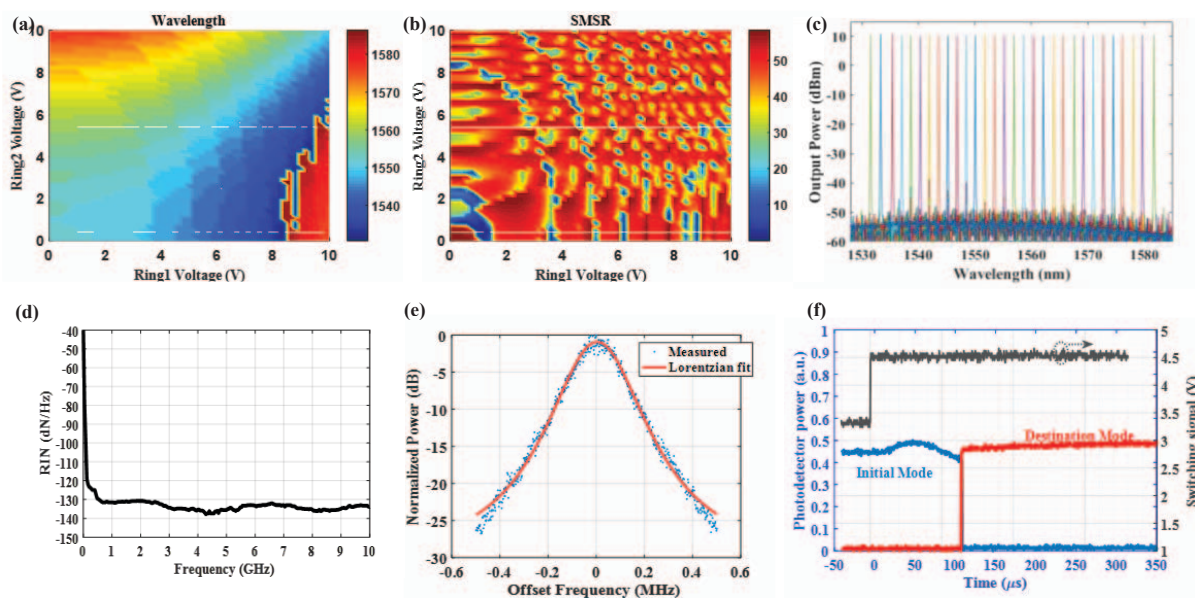 (a)
Wavelength
10
8
6
4
2
0
0 2 4 6 8 10
Ring2 Voltage (V)
Ring1 Voltage (V)
1580
1570
1560
1550
1540
(b)
SMSR
10
8
6
4
2
0
0 2 4 6 8 10
Ring2 Voltage (V)
Ring1 Voltage (V)
50
40
30
20
10
(c)
10
0
-10
-20
-30
-40
-50
-60
1530 1540 1550 1560 1570 1580
Output Power (dBm)
Wavelength (nm)
(d)
-40
-50
-60
-70
-80
-90
-100
-110
-120
-130
-140
-150
0 1 2 3 4 5 6 7 8 9 10
RIN (dN/Hz)
Frequency (GHz)
(e)
0
-5
-10
-15
-20
-25
-30
-0.6 -0.4 -0.2 0 0.2 0.4 0.6
Normalized Power (dB)
Offset Frequency (MHz)
Measured
Lorentzian fit
(f)
1
0.9
0.8
0.7
0.6
0.5
0.4
0.3
0.2
0.1
0
-50 0 50 100 150 200 250 300 350
Photodetector power (a.u.)
Time (μs)
Initial Mode
Destination Mode
5
4.5
4
3.5
3
2.5
2
1.5
1
Switching signal (V)